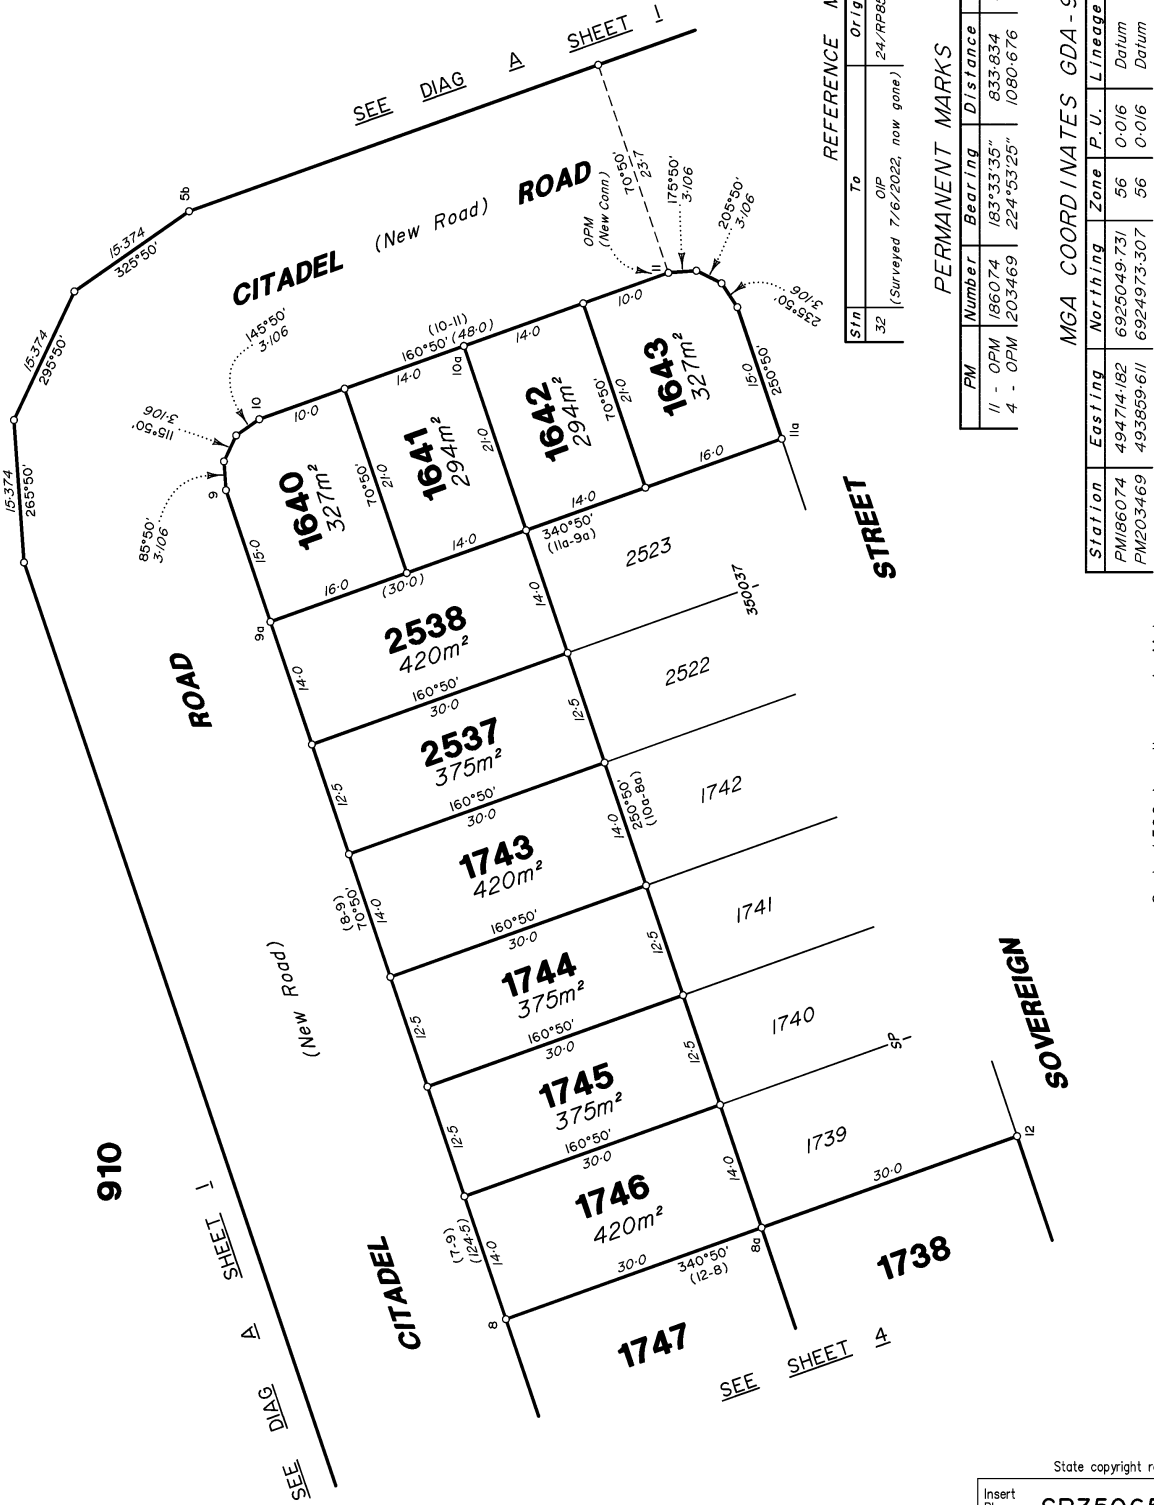 SEE DIAG A SHEET 1
5b
15·374
325°50'
15·374
295°50'
15·374
265°50'
CITADEL (New Road) ROAD
70°50'
23·7
OPM
(New Conn)
175°50'
3·106
205°50'
3·106
235°50'
3·106
11
145°50'
3·106
115°50'
3·106
85°50'
3·106
(10-11)
160°50' (48·0)
10
10·0
14·0
10a
14·0
10·0
9
15·0
1640
327m²
70°50'
21·0
1641
294m²
21·0
1642
294m²
70°50'
21·0
1643
327m²
15·0
250°50'
11a
16·0
14·0
340°50'
(11a-9a)
14·0
16·0
(30·0)
9a
STREET
ROAD
14·0
2538
420m²
14·0
2523
350037
160°50'
30·0
12·5
2537
375m²
12·5
2522
160°50'
30·0
(8-9)
70°50'
14·0
1743
420m²
14·0
250°50'
(10a-8a)
1742
160°50'
30·0
12·5
1744
375m²
12·5
1741
160°50'
30·0
12·5
1745
375m²
12·5
1740
SP
160°50'
30·0
(7-9)
(124·5)
14·0
1746
420m²
14·0
1739
30·0
12
8
30·0
340°50'
(12-8)
8a
(New Road)
CITADEL
SOVEREIGN
910
1747
1738
SEE DIAG A SHEET 1
SEE SHEET 4
REFERENCE
Stn To Orig
32 OIP 24/RP85
(Surveyed 7/6/2022, now gone)
PERMANENT MARKS
PM Number Bearing Distance
11 - OPM 186074 183°33'35" 833·834
4 - OPM 203469 224°53'25" 1080·676
MGA COORDINATES GDA-9
Station Easting Northing Zone P.U. Lineage
PM186074 494714·182 6925049·731 56 0·016 Datum
PM203469 493859·611 6924973·307 56 0·016 Datum
State copyright r
Insert